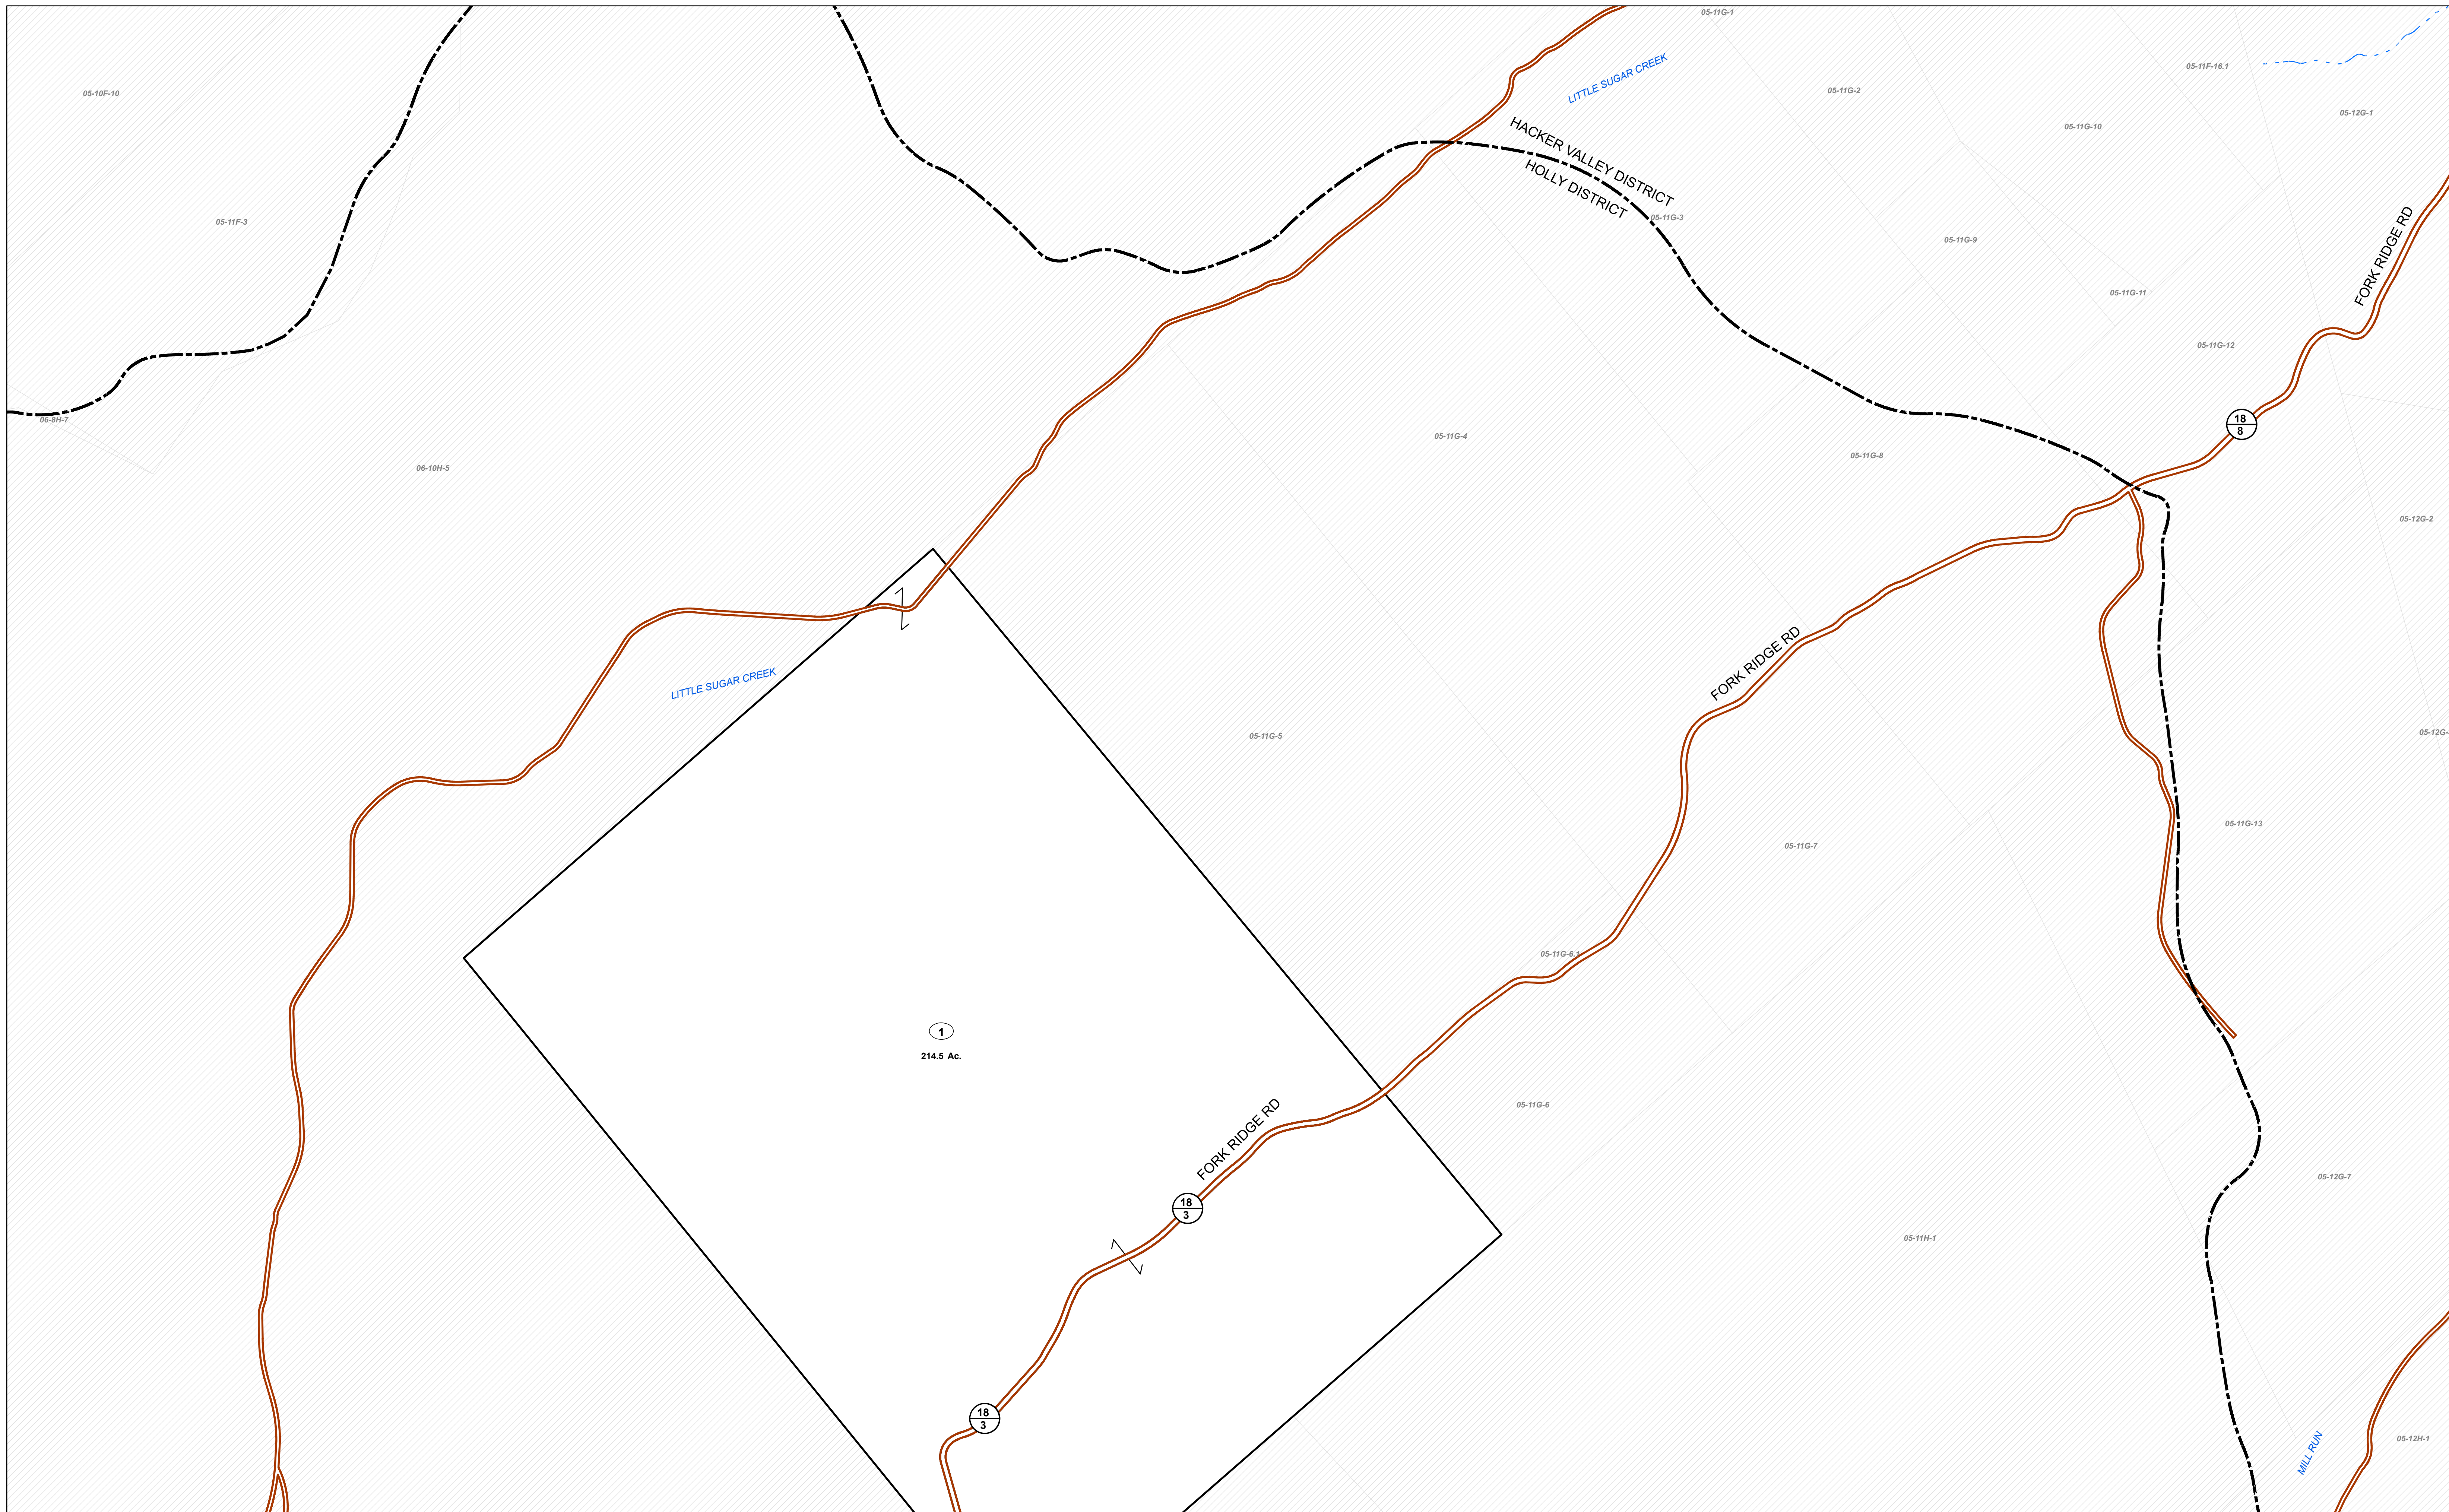 05-11G-1
05-11F-16.1
LITTLE SUGAR CREEK
05-10F-10
05-11G-2
05-12G-1
05-11G-10
HACKER VALLEY DISTRICT
HOLLY DISTRICT
05-11F-3
05-11G-3
05-11G-9
FORK RIDGE RD
05-11G-11
05-11G-12
06-8H-7
18
8
05-11G-4
05-11G-8
06-10H-5
05-12G-2
FORK RIDGE RD
LITTLE SUGAR CREEK
05-11G-5
05-12G-
05-11G-13
05-11G-7
05-11G-6.1
1
214.5 Ac.
05-11G-6
FORK RIDGE RD
05-12G-7
18
3
05-11H-1
18
3
05-12H-1
MILL RUN